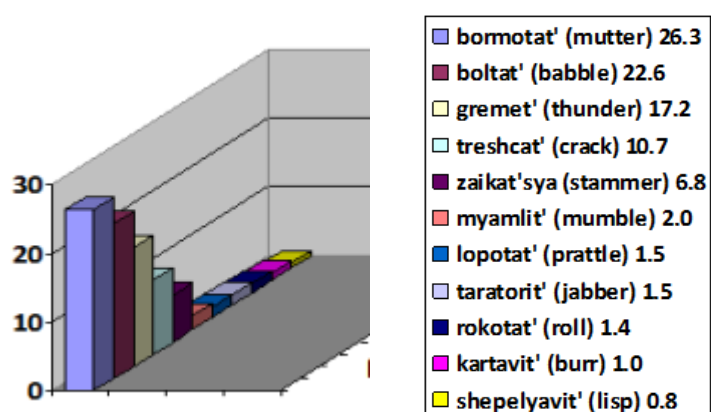 30
20
10
0
bormotat' (mutter) 26.3
boltat' (babble) 22.6
gremet' (thunder) 17.2
treshcat' (crack) 10.7
zaikat'sya (stammer) 6.8
myamlit' (mumble) 2.0
lopotat' (prattle) 1.5
taratorit' (jabber) 1.5
rokotat' (roll) 1.4
kartavit' (burr) 1.0
shepelyavit' (lisp) 0.8